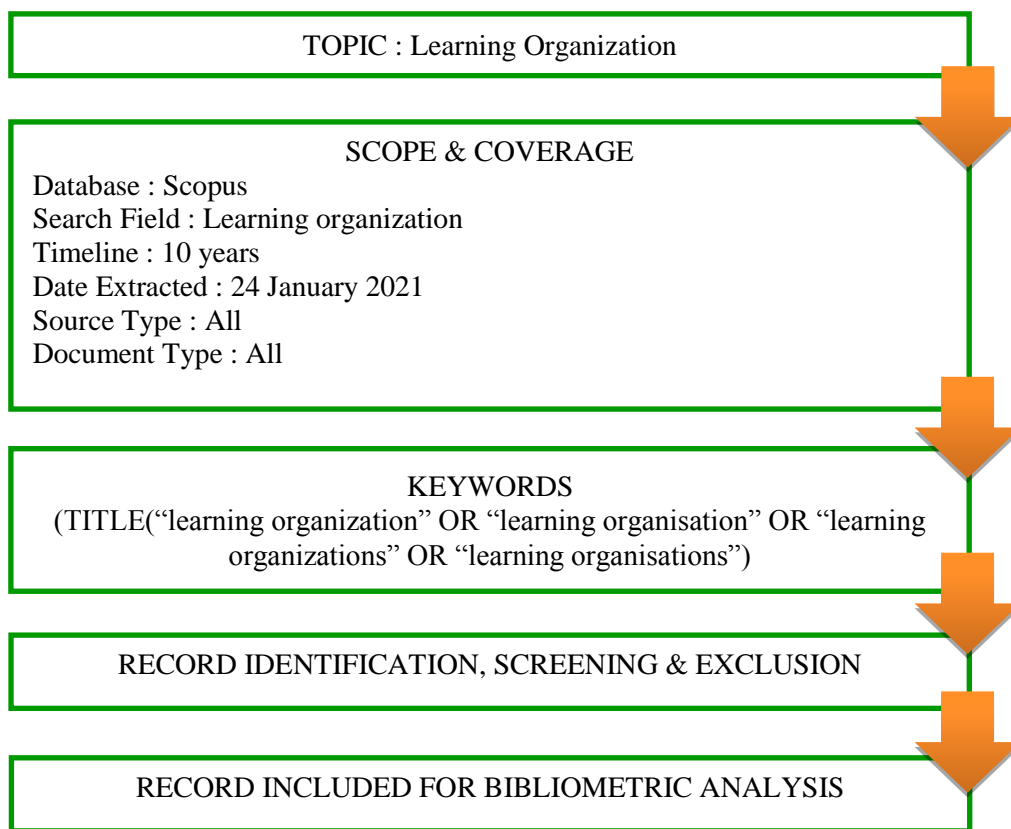 TOPIC : Learning Organization
SCOPE & COVERAGE
Database : Scopus
Search Field : Learning organization
Timeline : 10 years
Date Extracted : 24 January 2021
Source Type : All
Document Type : All
KEYWORDS
(TITLE(“learning organization” OR “learning organisation” OR “learning
organizations” OR “learning organisations”)
RECORD IDENTIFICATION, SCREENING & EXCLUSION
RECORD INCLUDED FOR BIBLIOMETRIC ANALYSIS